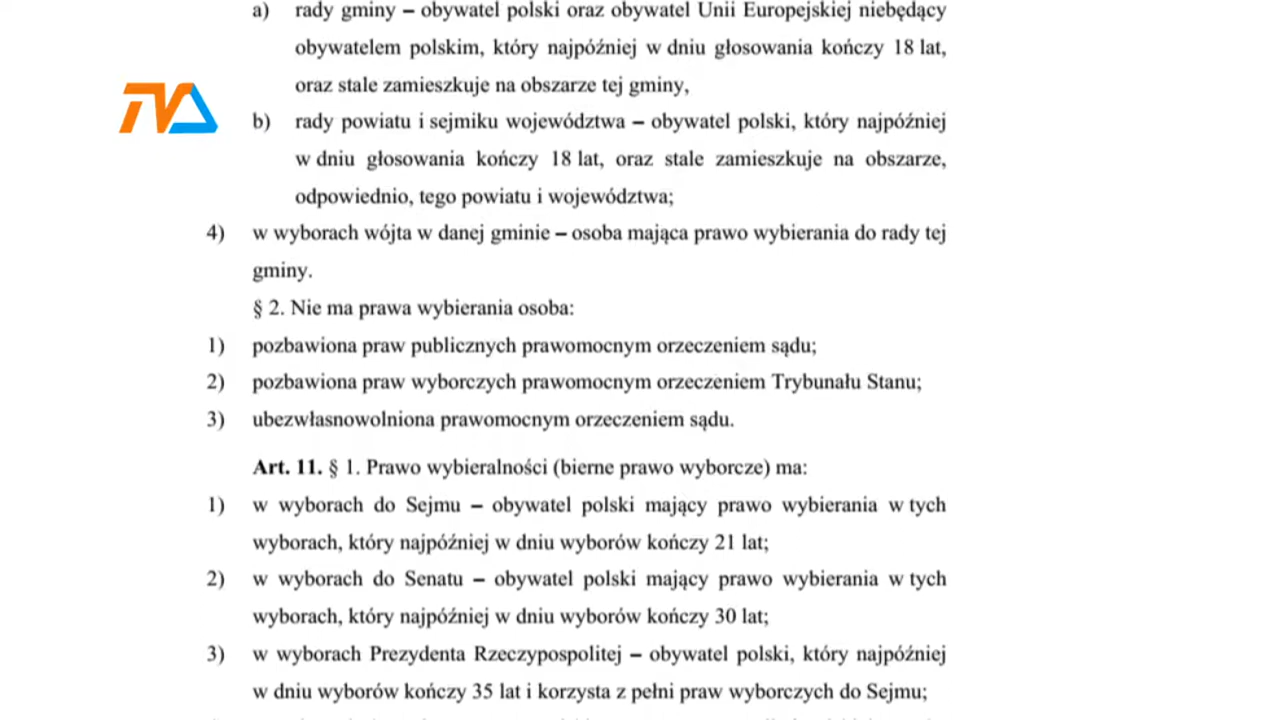 a) rady gminy – obywatel polski oraz obywatel Unii Europejskiej niebędący
obywatelem polskim, który najpóźniej w dniu głosowania kończy 18 lat,
oraz stale zamieszkuje na obszarze tej gminy,
TVA
b) rady powiatu i sejmiku województwa – obywatel polski, który najpóźniej
w dniu głosowania kończy 18 lat, oraz stale zamieszkuje na obszarze,
odpowiednio, tego powiatu i województwa;
4) w wyborach wójta w danej gminie – osoba mająca prawo wybierania do rady tej
gminy.
§ 2. Nie ma prawa wybierania osoba:
1) pozbawiona praw publicznych prawomocnym orzeczeniem sądu;
2) pozbawiona praw wyborczych prawomocnym orzeczeniem Trybunału Stanu;
3) ubezwłasnowolniona prawomocnym orzeczeniem sądu.
Art. 11. § 1. Prawo wybieralności (bierne prawo wyborcze) ma:
1) w wyborach do Sejmu – obywatel polski mający prawo wybierania w tych
wyborach, który najpóźniej w dniu wyborów kończy 21 lat;
2) w wyborach do Senatu – obywatel polski mający prawo wybierania w tych
wyborach, który najpóźniej w dniu wyborów kończy 30 lat;
3) w wyborach Prezydenta Rzeczypospolitej – obywatel polski, który najpóźniej
w dniu wyborów kończy 35 lat i korzysta z pełni praw wyborczych do Sejmu;